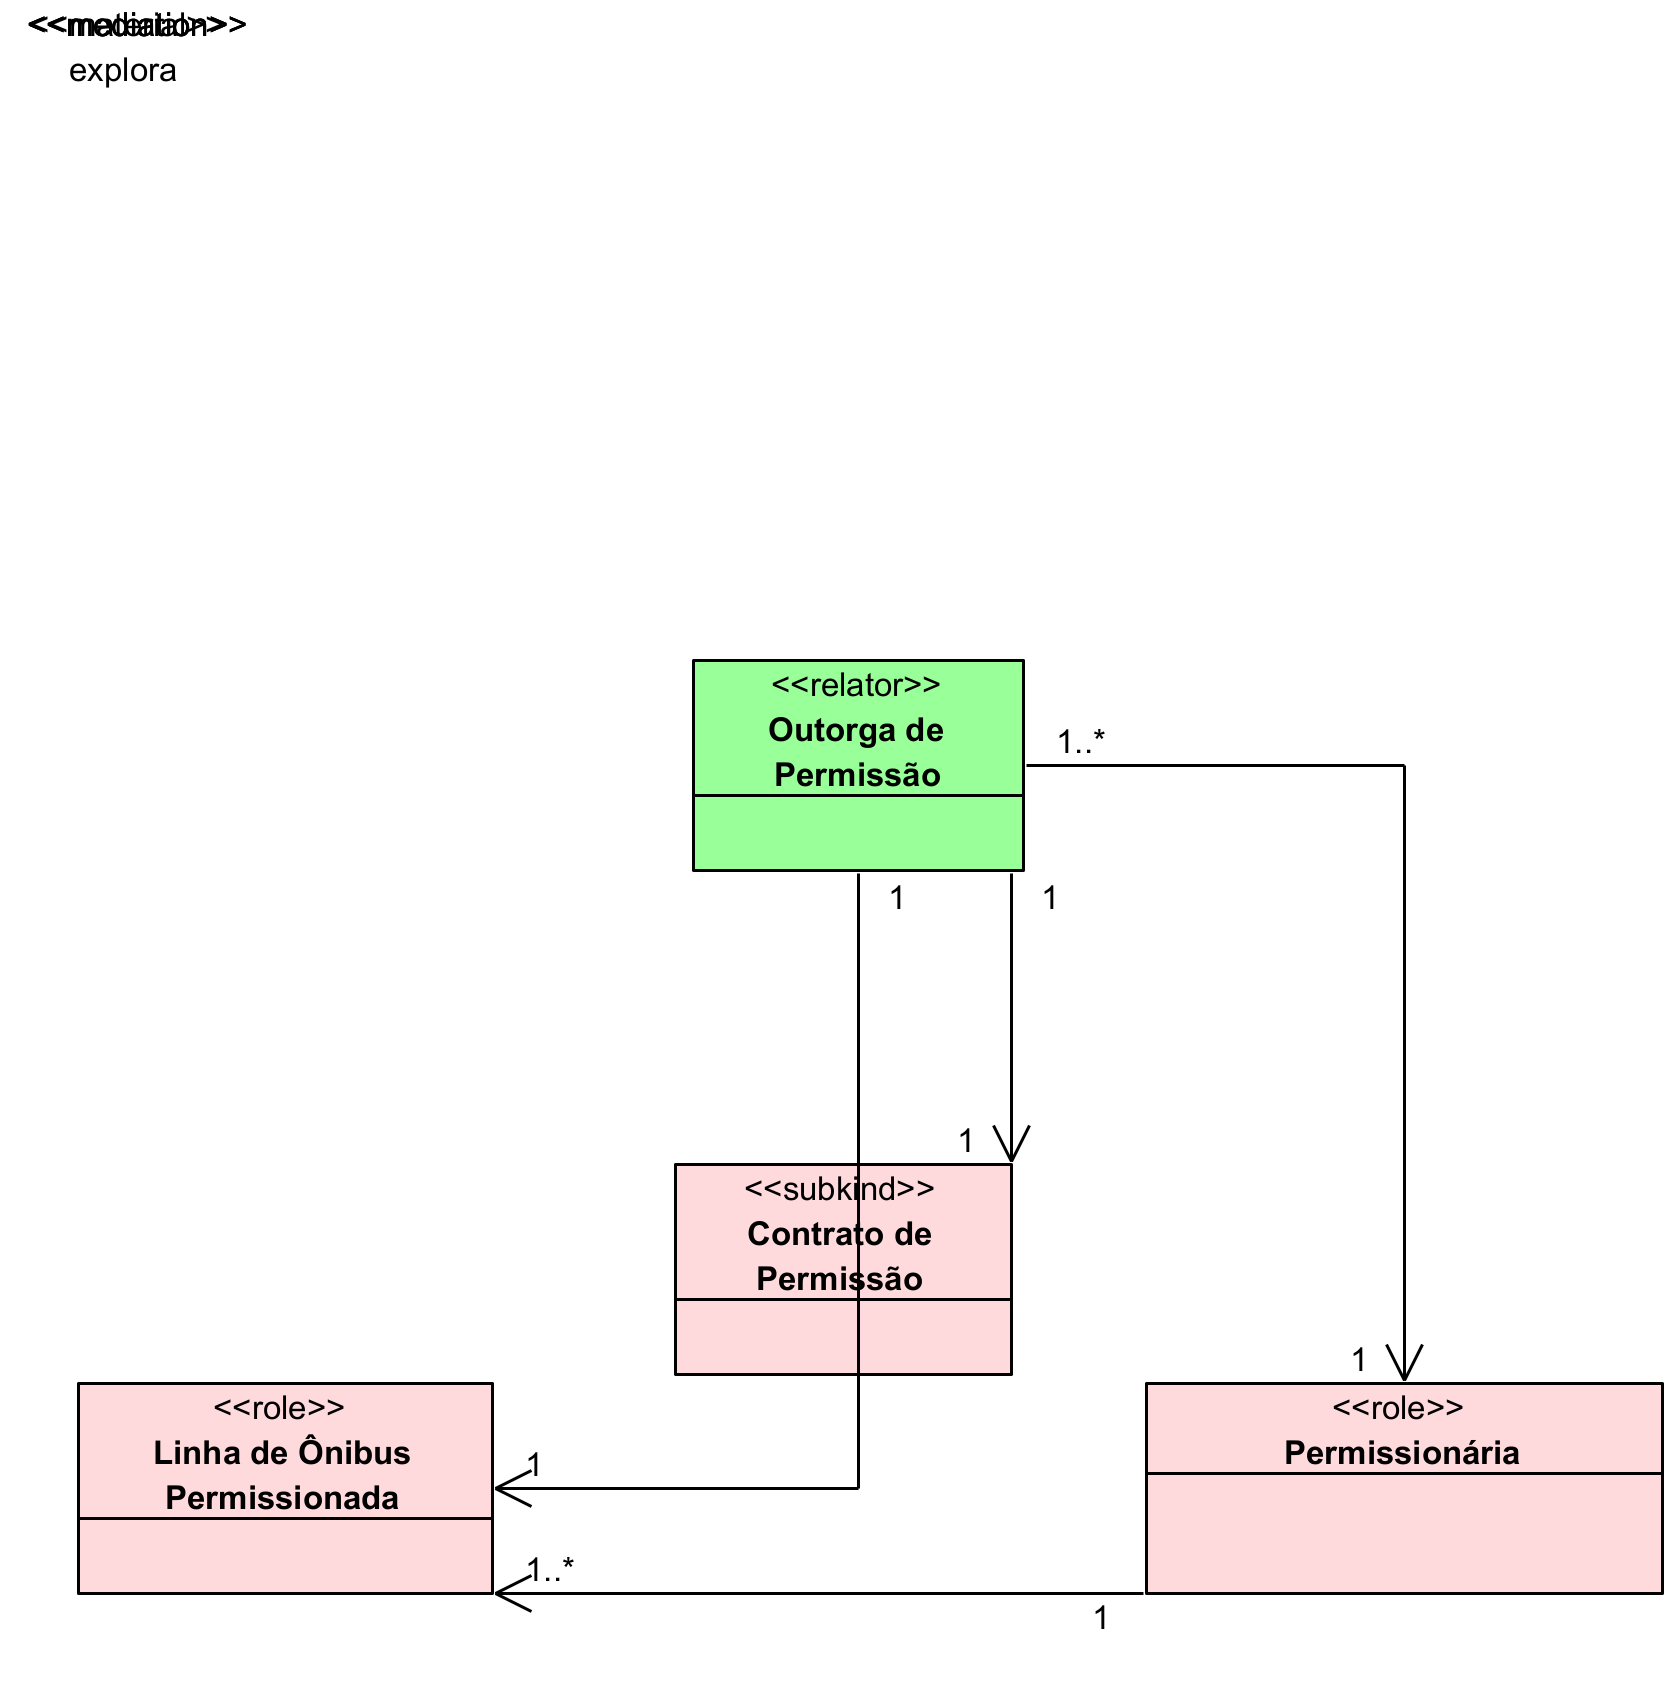 <<mediation>>
<<material>>
explora
<<relator>>
Outorga de
Permissão
1..*
1
1
1
<<subkind>>
Contrato de
Permissão
1
<<role>>
Linha de Ônibus
Permissionada
<<role>>
Permissionária
1
1..*
1